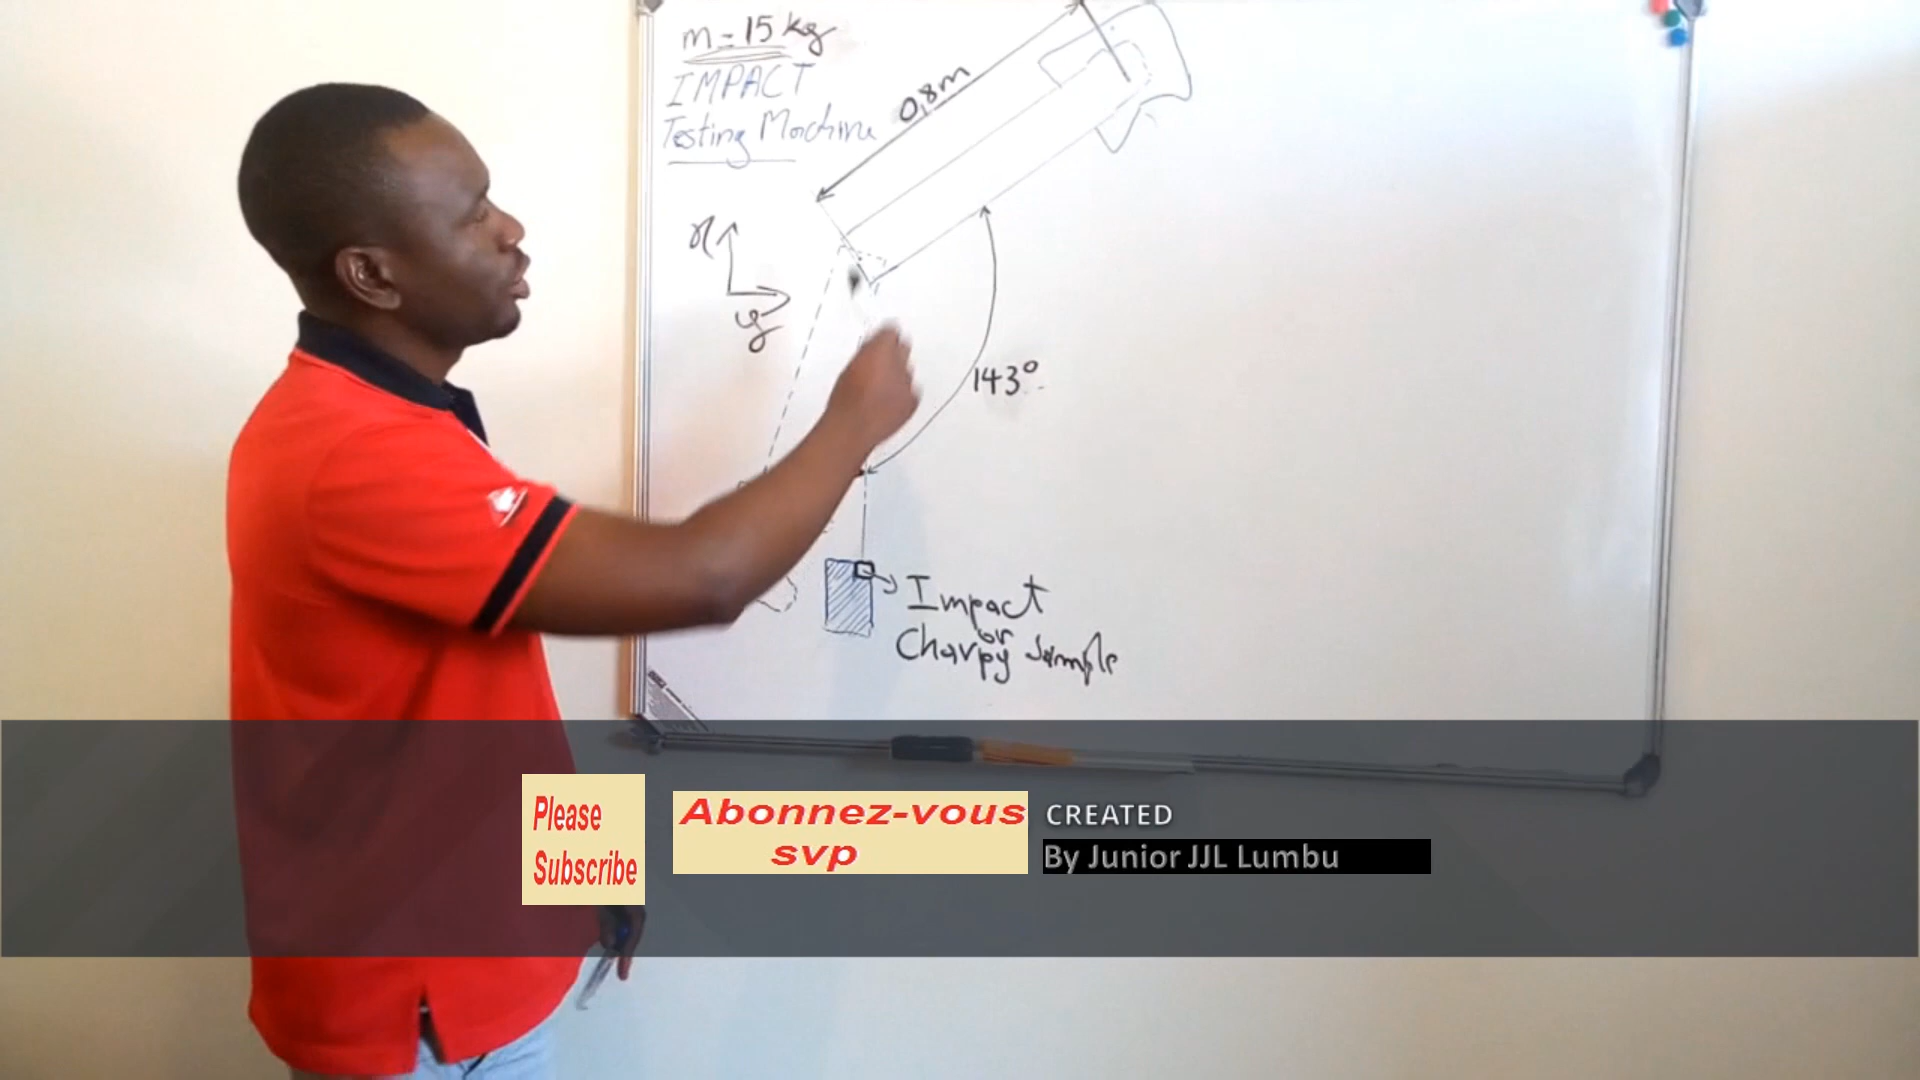 m = 15 kg
IMPACT
Testing Machine
0,8m
x
y
143°
Impact
or
Charpy Sample
Please
Subscribe
Abonnez-vous
svp
CREATED
By Junior JJL Lumbu